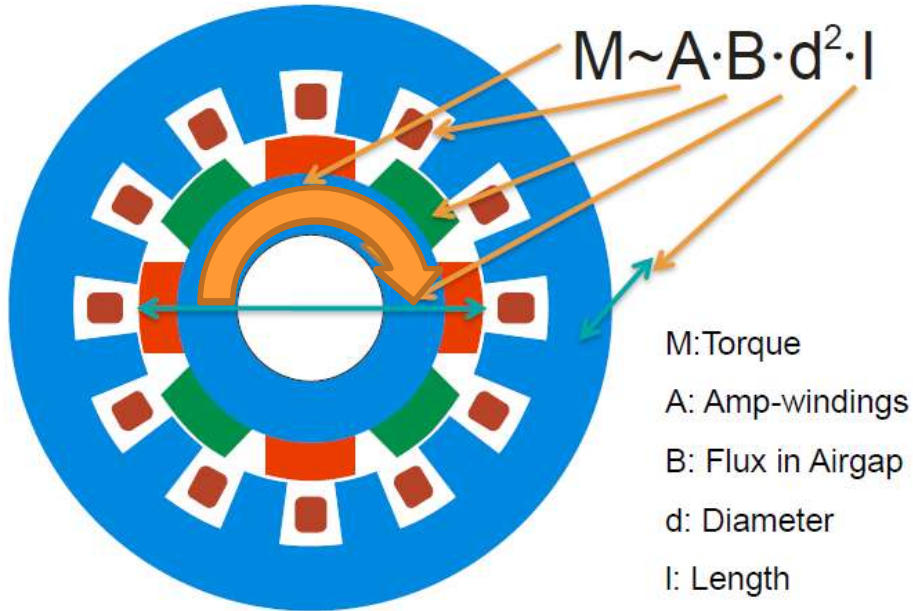 M~A·B·d²·l
M:Torque
A: Amp-windings
B: Flux in Airgap
d: Diameter
l: Length